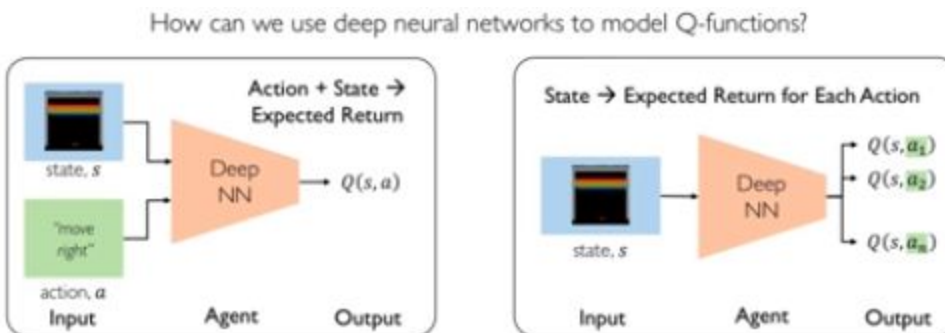 How can we use deep neural networks to model Q-functions?
Action + State →
Expected Return
state, s
"move
right"
action, a
Deep
NN
Q(s, a)
Input
Agent
Output
State → Expected Return for Each Action
state, s
Deep
NN
Q(s, a₁)
Q(s, a₂)
Q(s, aₙ)
Input
Agent
Output